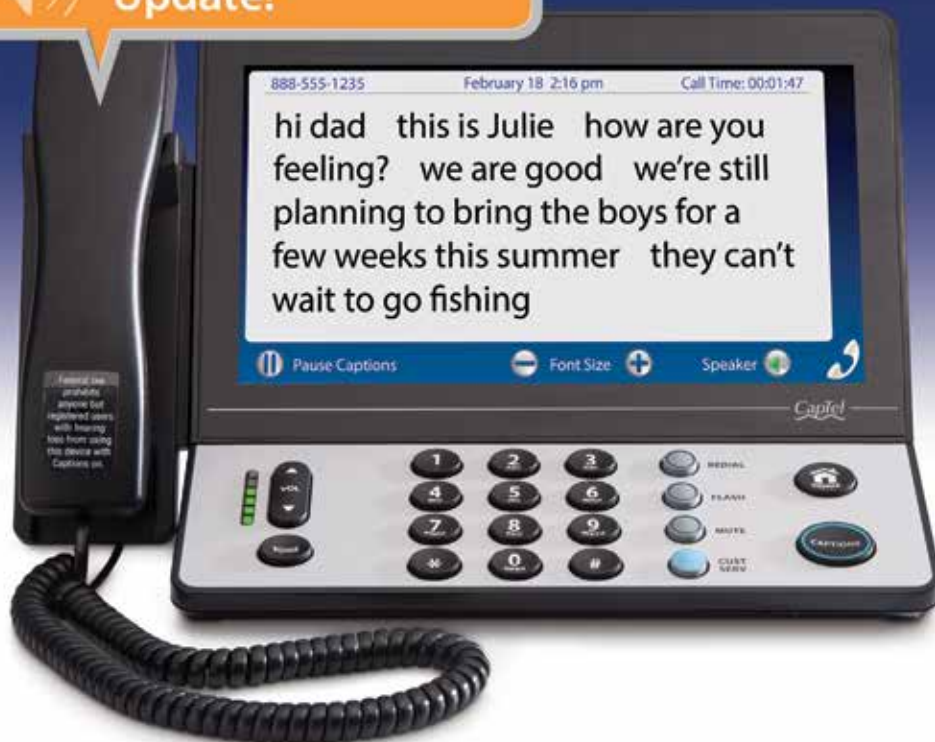 Update!
888-555-1235 February 18 2:16 pm Call Time: 00:01:47
hi dad this is Julie how are you
feeling? we are good we're still
planning to bring the boys for a
few weeks this summer they can't
wait to go fishing
Pause Captions Font Size Speaker
CapTel
Federal law
prohibits
anyone but
registered users
with hearing
loss from using
this device with
Captions on.
VOL
1 2 3 REDIAL
4 5 6 FLASH
7 8 9 MUTE
* 0 # CUST
SERV
CAPTIONS